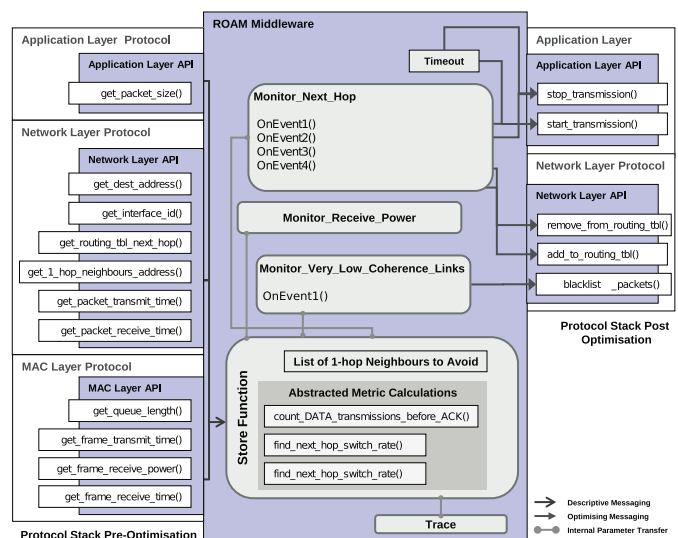 ROAM Middleware
Application Layer Protocol
Application Layer API
get_packet_size()
Network Layer Protocol
Network Layer API
get_dest_address()
get_interface_id()
get_routing_tbl_next_hop()
get_1_hop_neighbours_address()
get_packet_transmit_time()
get_packet_receive_time()
MAC Layer Protocol
MAC Layer API
get_queue_length()
get_frame_transmit_time()
get_frame_receive_power()
get_frame_receive_time()
Protocol Stack Pre-Optimisation
Timeout
Monitor_Next_Hop
OnEvent1()
OnEvent2()
OnEvent3()
OnEvent4()
Monitor_Receive_Power
Monitor_Very_Low_Coherence_Links
OnEvent1()
Store Function
List of 1-hop Neighbours to Avoid
Abstracted Metric Calculations
count_DATA_transmissions_before_ACK()
find_next_hop_switch_rate()
find_next_hop_switch_rate()
Trace
Application Layer
Application Layer API
stop_transmission()
start_transmission()
Network Layer Protocol
Network Layer API
remove_from_routing_tbl()
add_to_routing_tbl()
blacklist _packets()
Protocol Stack Post
Optimisation
Descriptive Messaging
Optimising Messaging
Internal Parameter Transfer